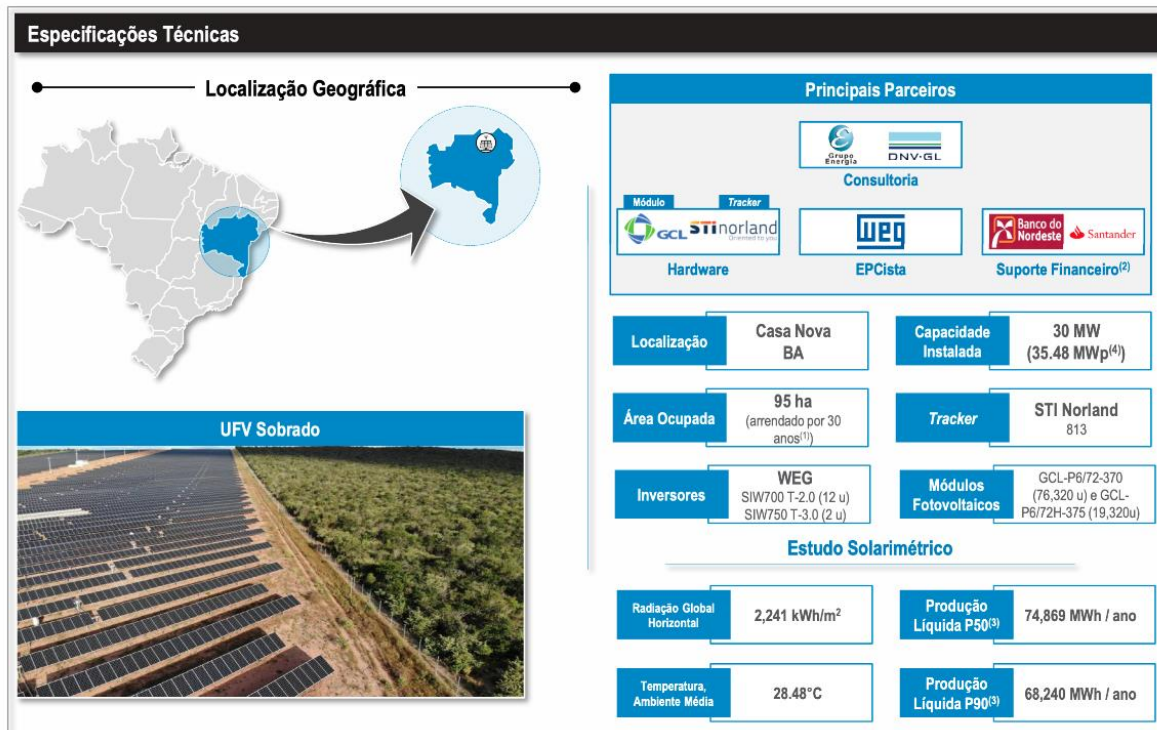 Especificações Técnicas
Localização Geográfica
UFV Sobrado
Principais Parceiros
Grupo
Energia
DNV·GL
Consultoria
Módulo
Tracker
GCL
STInorland
Oriented to you
Hardware
WEG
EPCista
Banco do
Nordeste
Santander
Suporte Financeiro(2)
Localização
Casa Nova
BA
Capacidade
Instalada
30 MW
(35.48 MWp(4))
Área Ocupada
95 ha
(arrendado por 30
anos(1))
Tracker
STI Norland
813
Inversores
WEG
SIW700 T-2.0 (12 u)
SIW750 T-3.0 (2 u)
Módulos
Fotovoltaicos
GCL-P6/72-370
(76,320 u) e GCL-
P6/72H-375 (19,320u)
Estudo Solarimétrico
Radiação Global
Horizontal
2,241 kWh/m²
Produção
Líquida P50(3)
74,869 MWh / ano
Temperatura,
Ambiente Média
28.48°C
Produção
Líquida P90(3)
68,240 MWh / ano